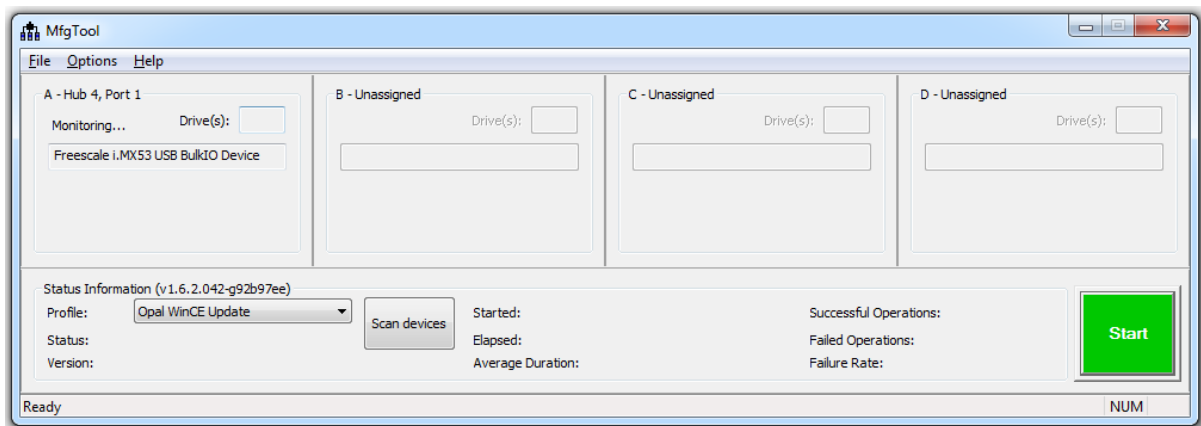 MfgTool
File Options Help
A - Hub 4, Port 1
Monitoring... Drive(s):
Freescale i.MX53 USB BulkIO Device
B - Unassigned
Drive(s):
C - Unassigned
Drive(s):
D - Unassigned
Drive(s):
Status Information (v1.6.2.042-g92b97ee)
Profile: Opal WinCE Update
Status:
Version:
Scan devices
Started:
Elapsed:
Average Duration:
Successful Operations:
Failed Operations:
Failure Rate:
Start
Ready NUM